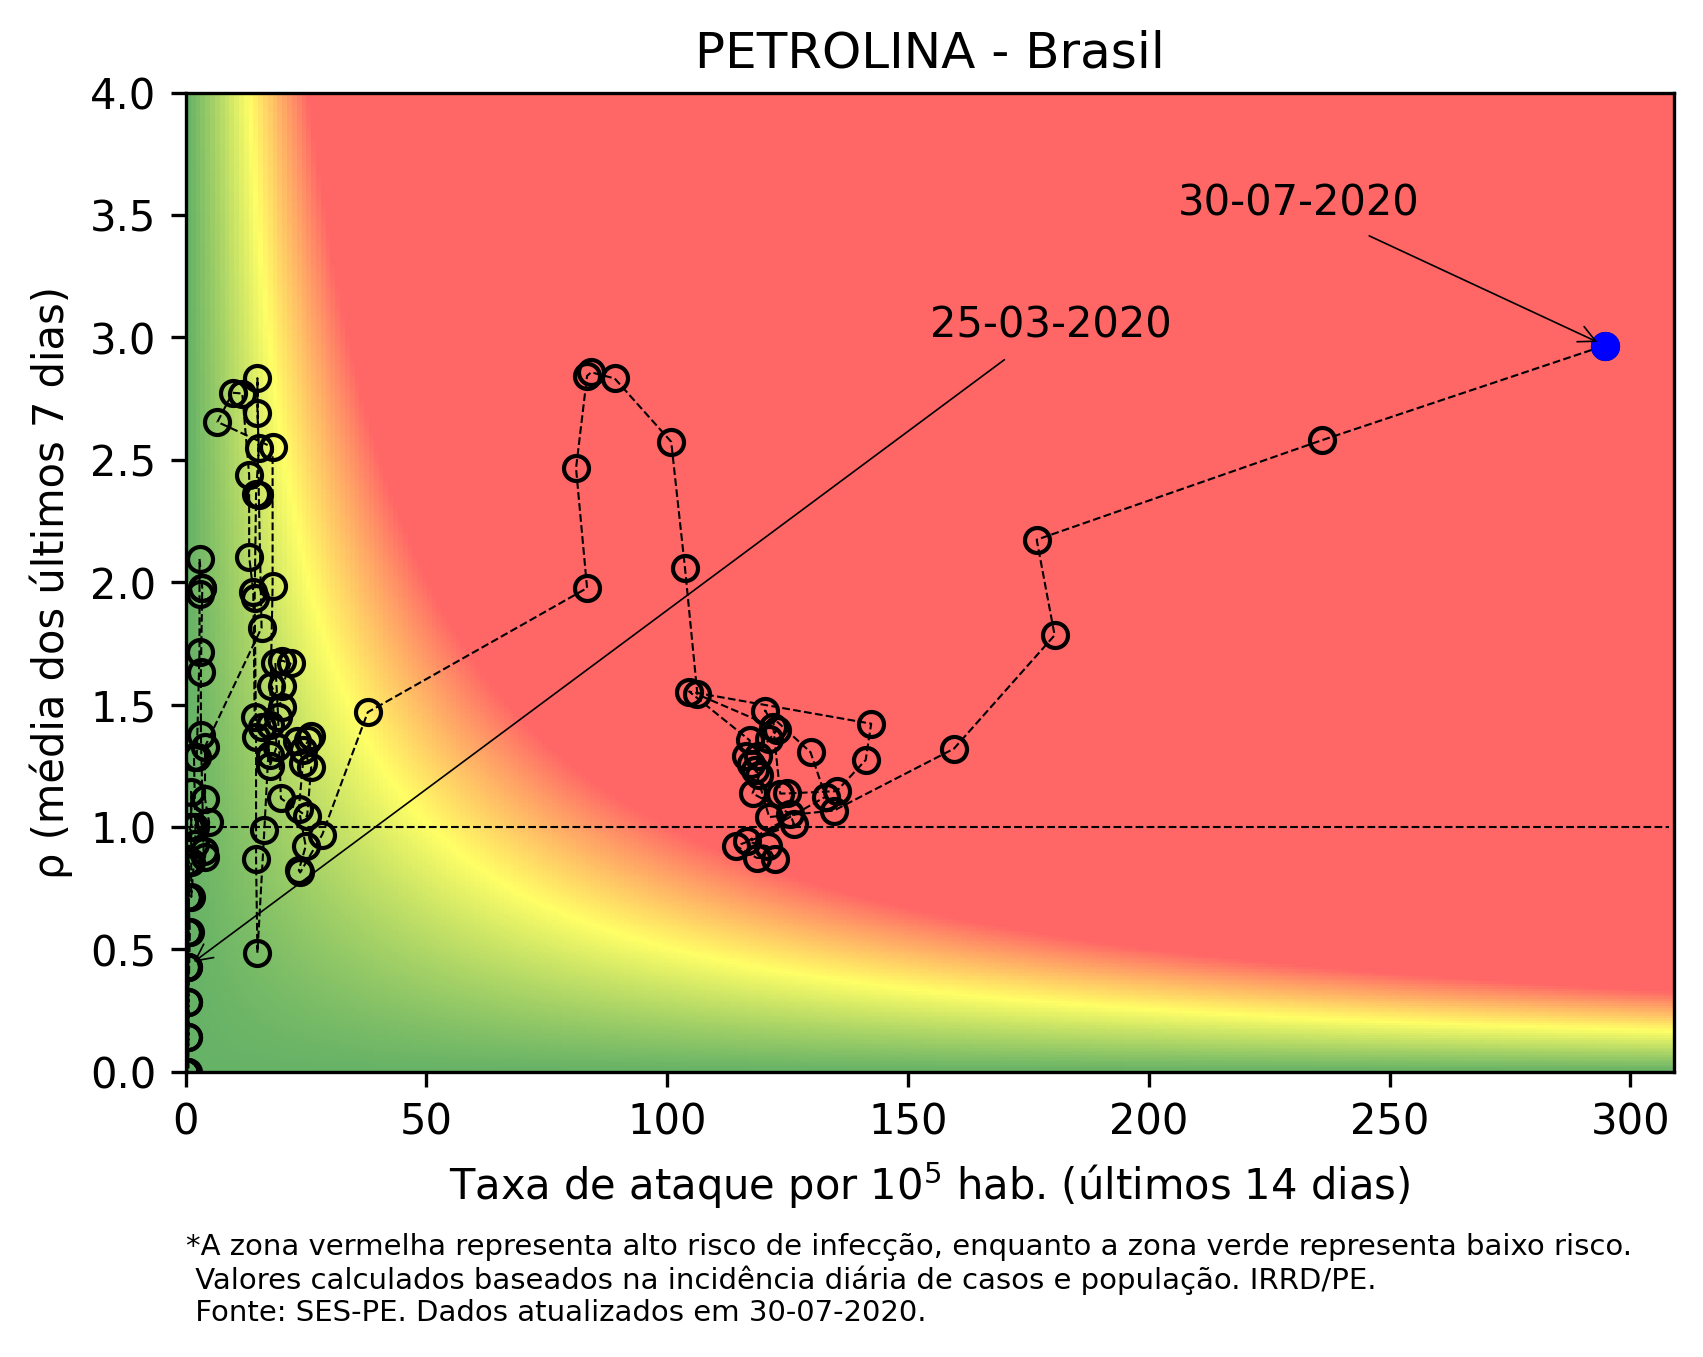 PETROLINA - Brasil
4.0
3.5
3.0
2.5
2.0
1.5
1.0
0.5
0.0
ρ (média dos últimos 7 dias)
30-07-2020
25-03-2020
0 50 100 150 200 250 300
Taxa de ataque por 10⁵ hab. (últimos 14 dias)
*A zona vermelha representa alto risco de infecção, enquanto a zona verde representa baixo risco.
Valores calculados baseados na incidência diária de casos e população. IRRD/PE.
Fonte: SES-PE. Dados atualizados em 30-07-2020.